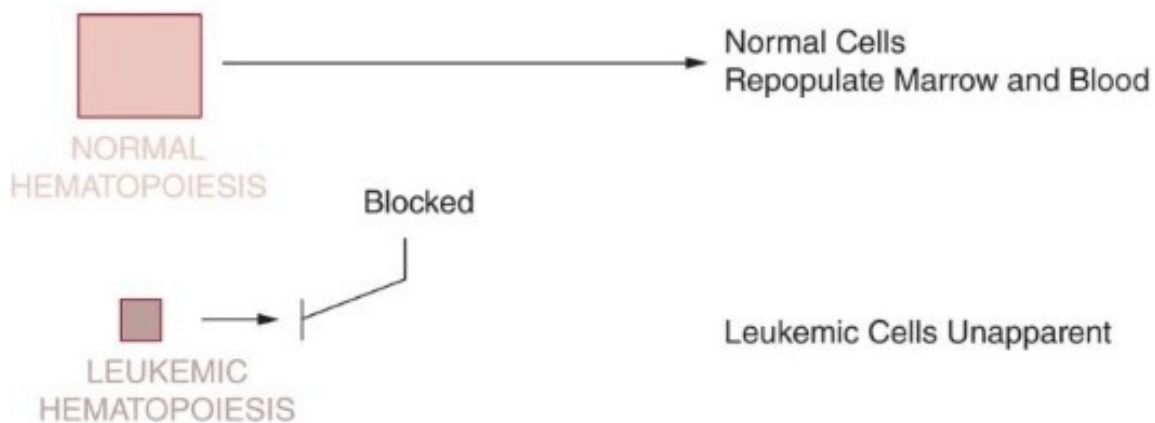 Normal Cells
Repopulate Marrow and Blood
NORMAL
HEMATOPOIESIS
Blocked
Leukemic Cells Unapparent
LEUKEMIC
HEMATOPOIESIS